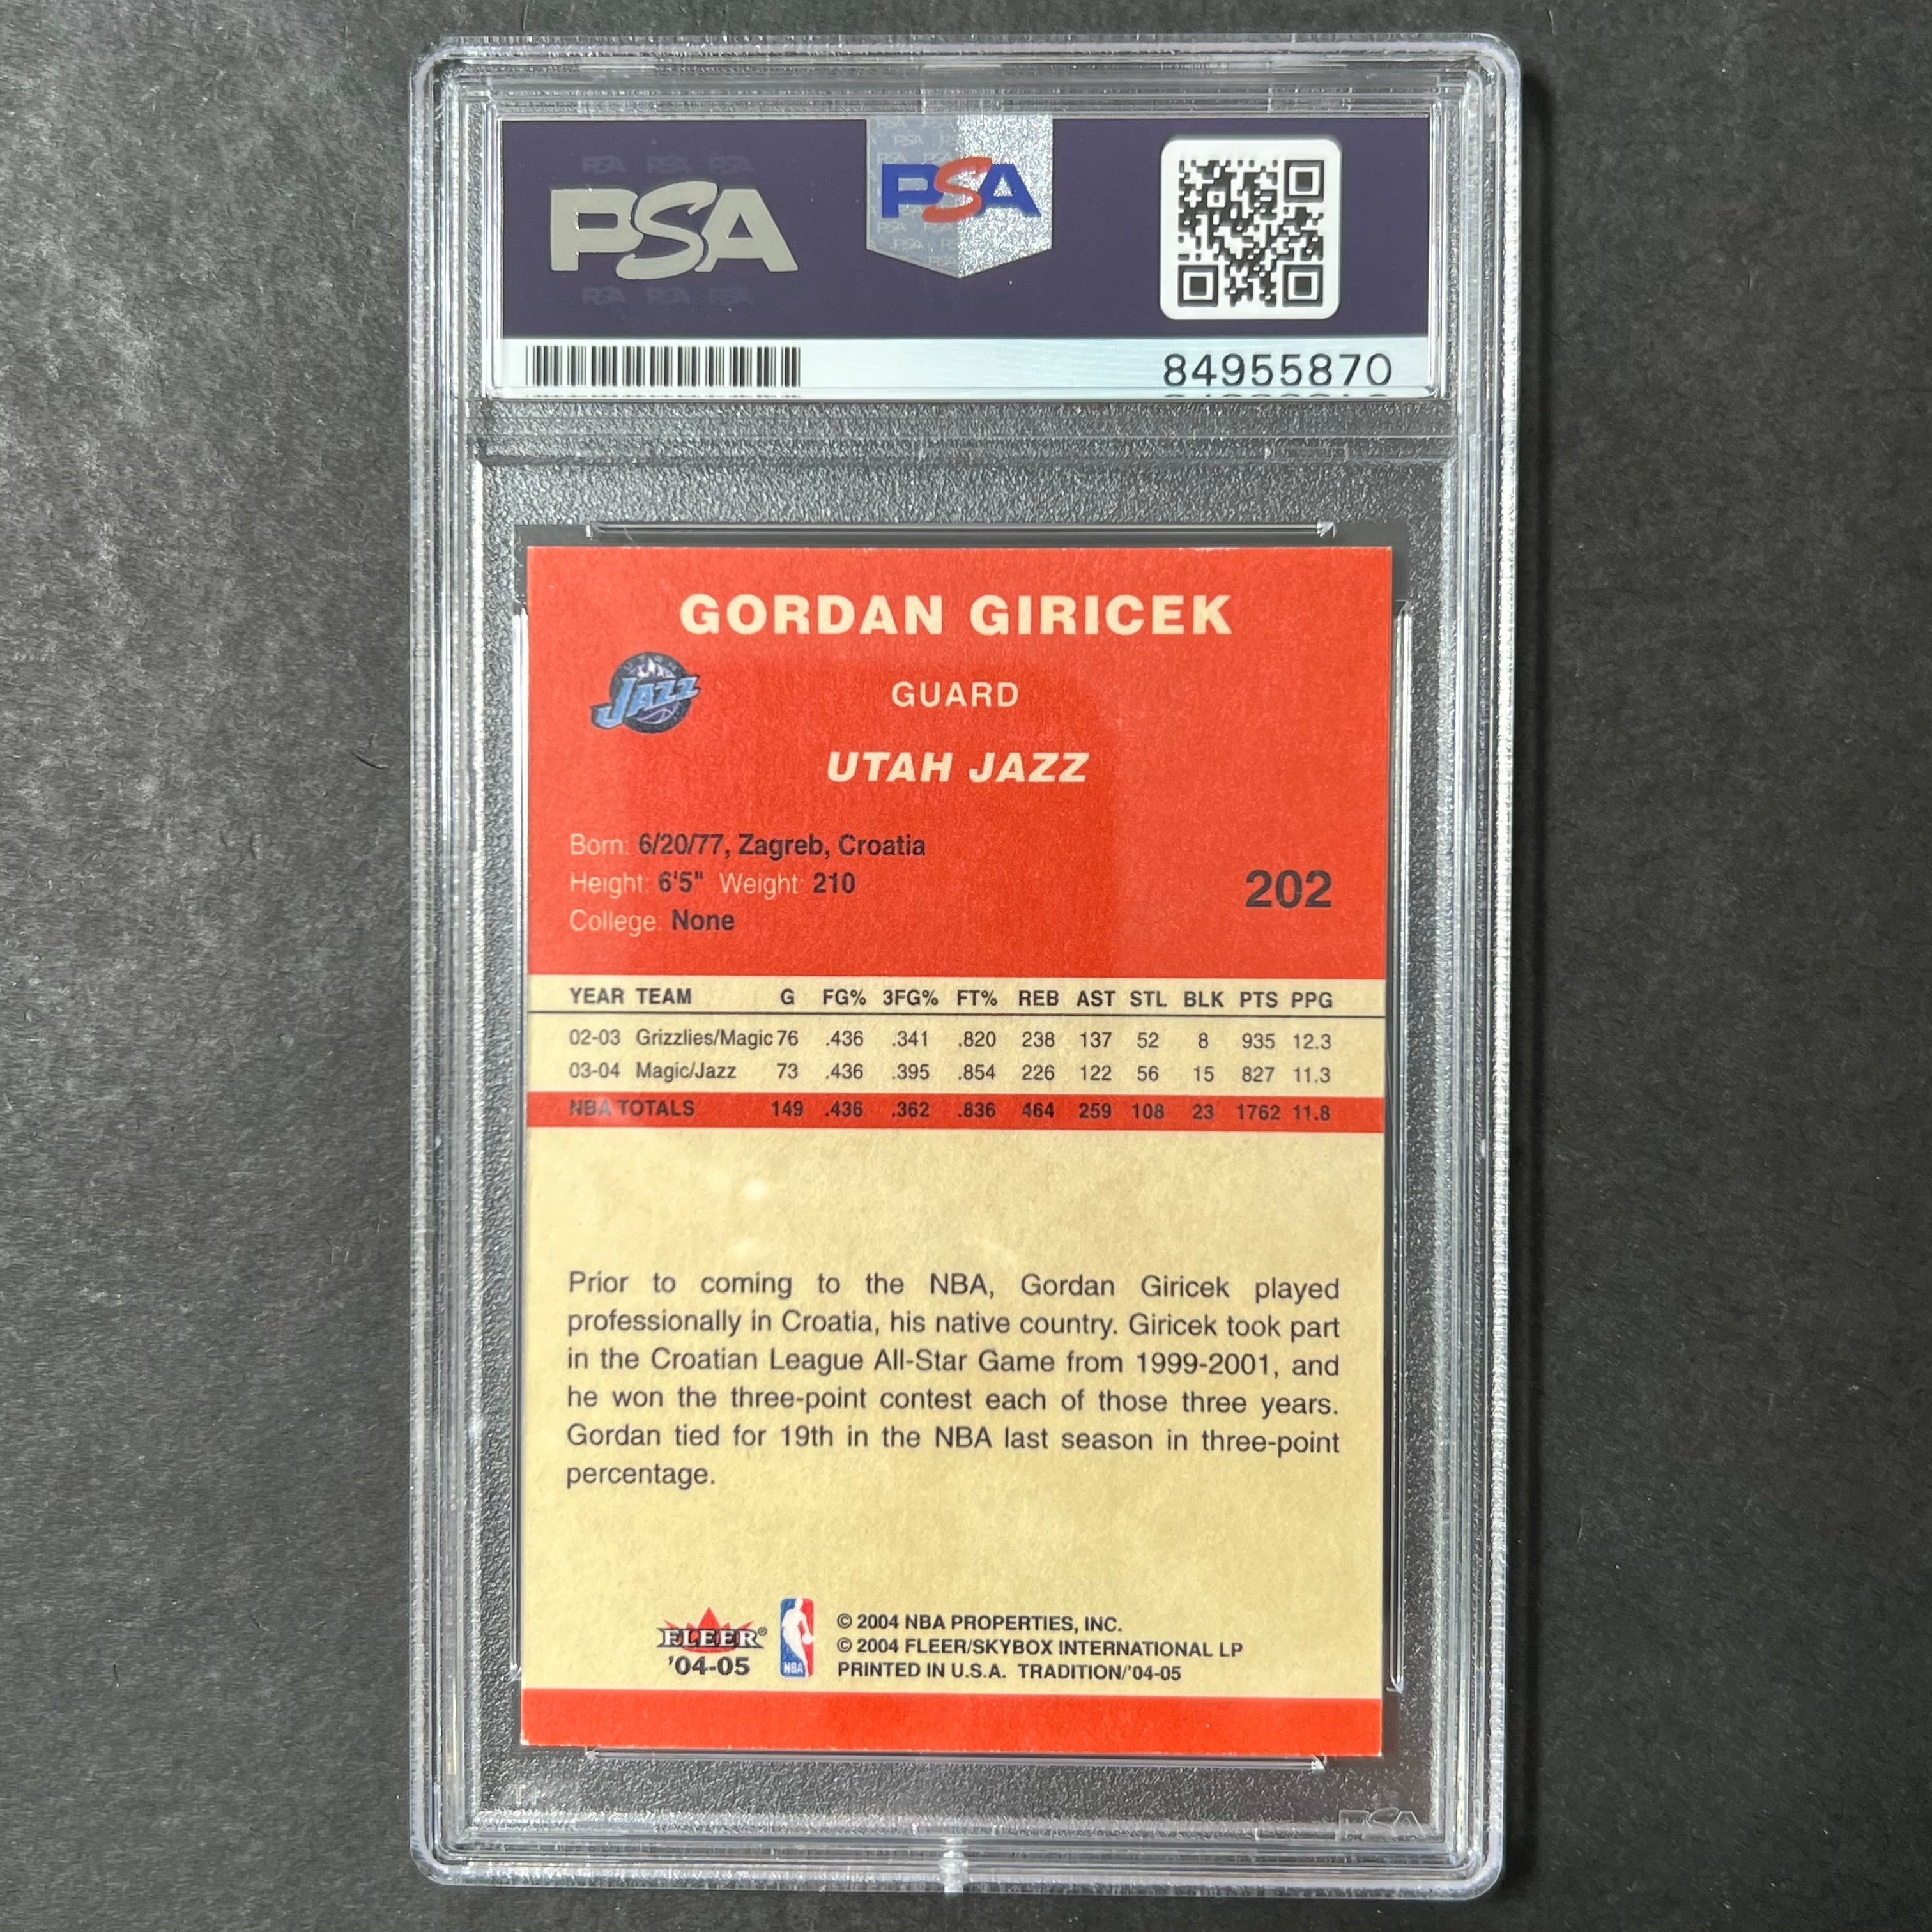 PSA PSA PSA
PSA
PSA PSA PSA
PSA
84955870
GORDAN GIRICEK
JAZZ
GUARD
UTAH JAZZ
Born: 6/20/77, Zagreb, Croatia
Height: 6'5" Weight: 210
College: None
202
YEAR TEAM G FG% 3FG% FT% REB AST STL BLK PTS PPG
02-03 Grizzlies/Magic 76 .436 .341 .820 238 137 52 8 935 12.3
03-04 Magic/Jazz 73 .436 .395 .854 226 122 56 15 827 11.3
NBA TOTALS 149 .436 .362 .836 464 259 108 23 1762 11.8
Prior to coming to the NBA, Gordan Giricek played
professionally in Croatia, his native country. Giricek took part
in the Croatian League All-Star Game from 1999-2001, and
he won the three-point contest each of those three years.
Gordan tied for 19th in the NBA last season in three-point
percentage.
FLEER®
'04-05
NBA
© 2004 NBA PROPERTIES, INC.
© 2004 FLEER/SKYBOX INTERNATIONAL LP
PRINTED IN U.S.A. TRADITION/'04-05
PSA